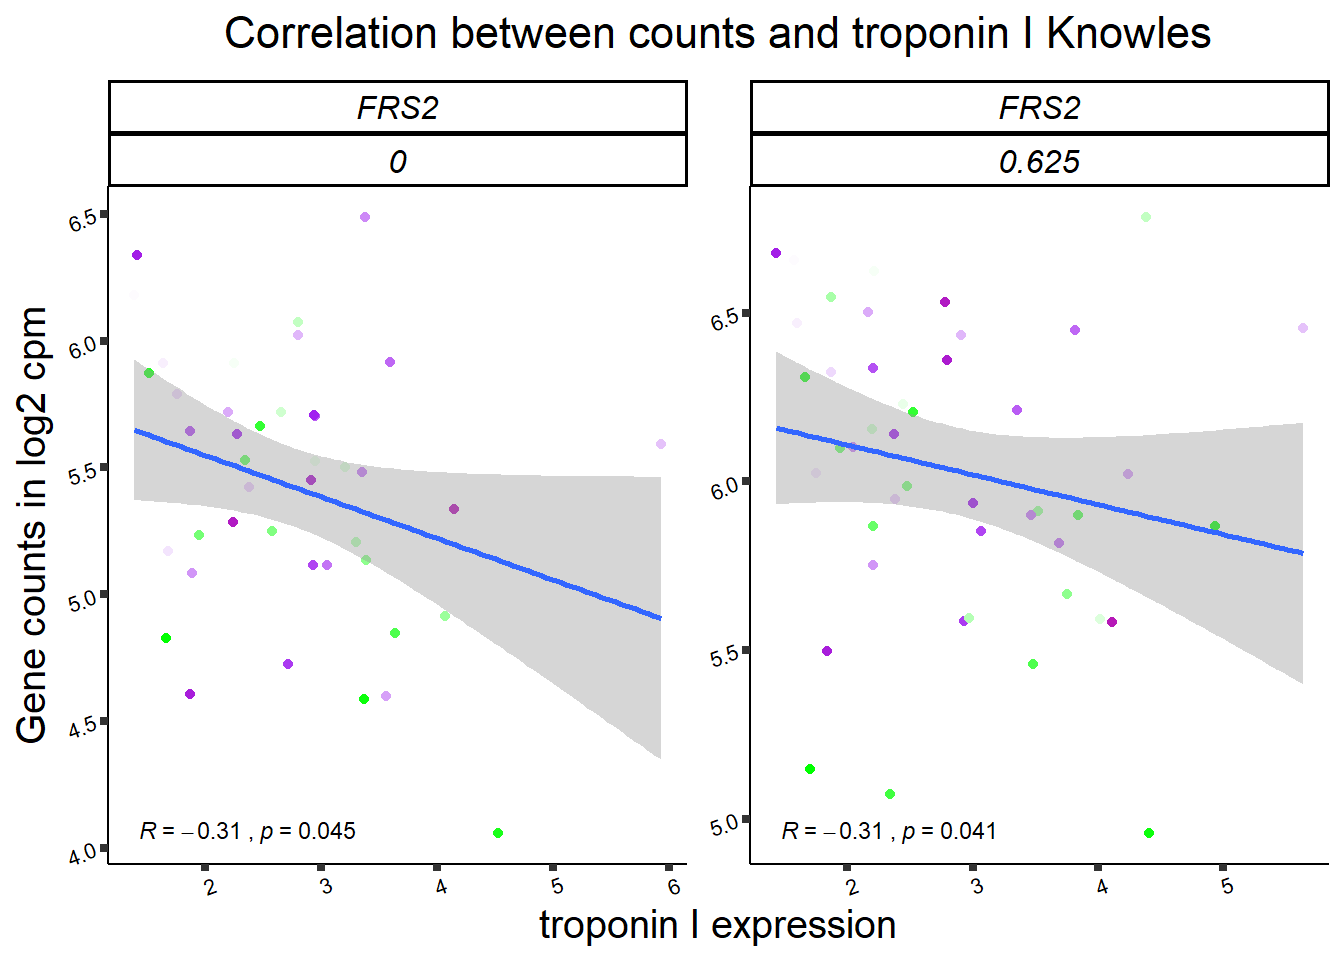 Correlation between counts and troponin I Knowles
FRS2
0
FRS2
0.625
Gene counts in log2 cpm
6.5
6.0
5.5
5.0
4.5
4.0
R = −0.31 , p = 0.045
2 3 4 5 6
6.5
6.0
5.5
5.0
R = −0.31 , p = 0.041
2 3 4 5
troponin I expression